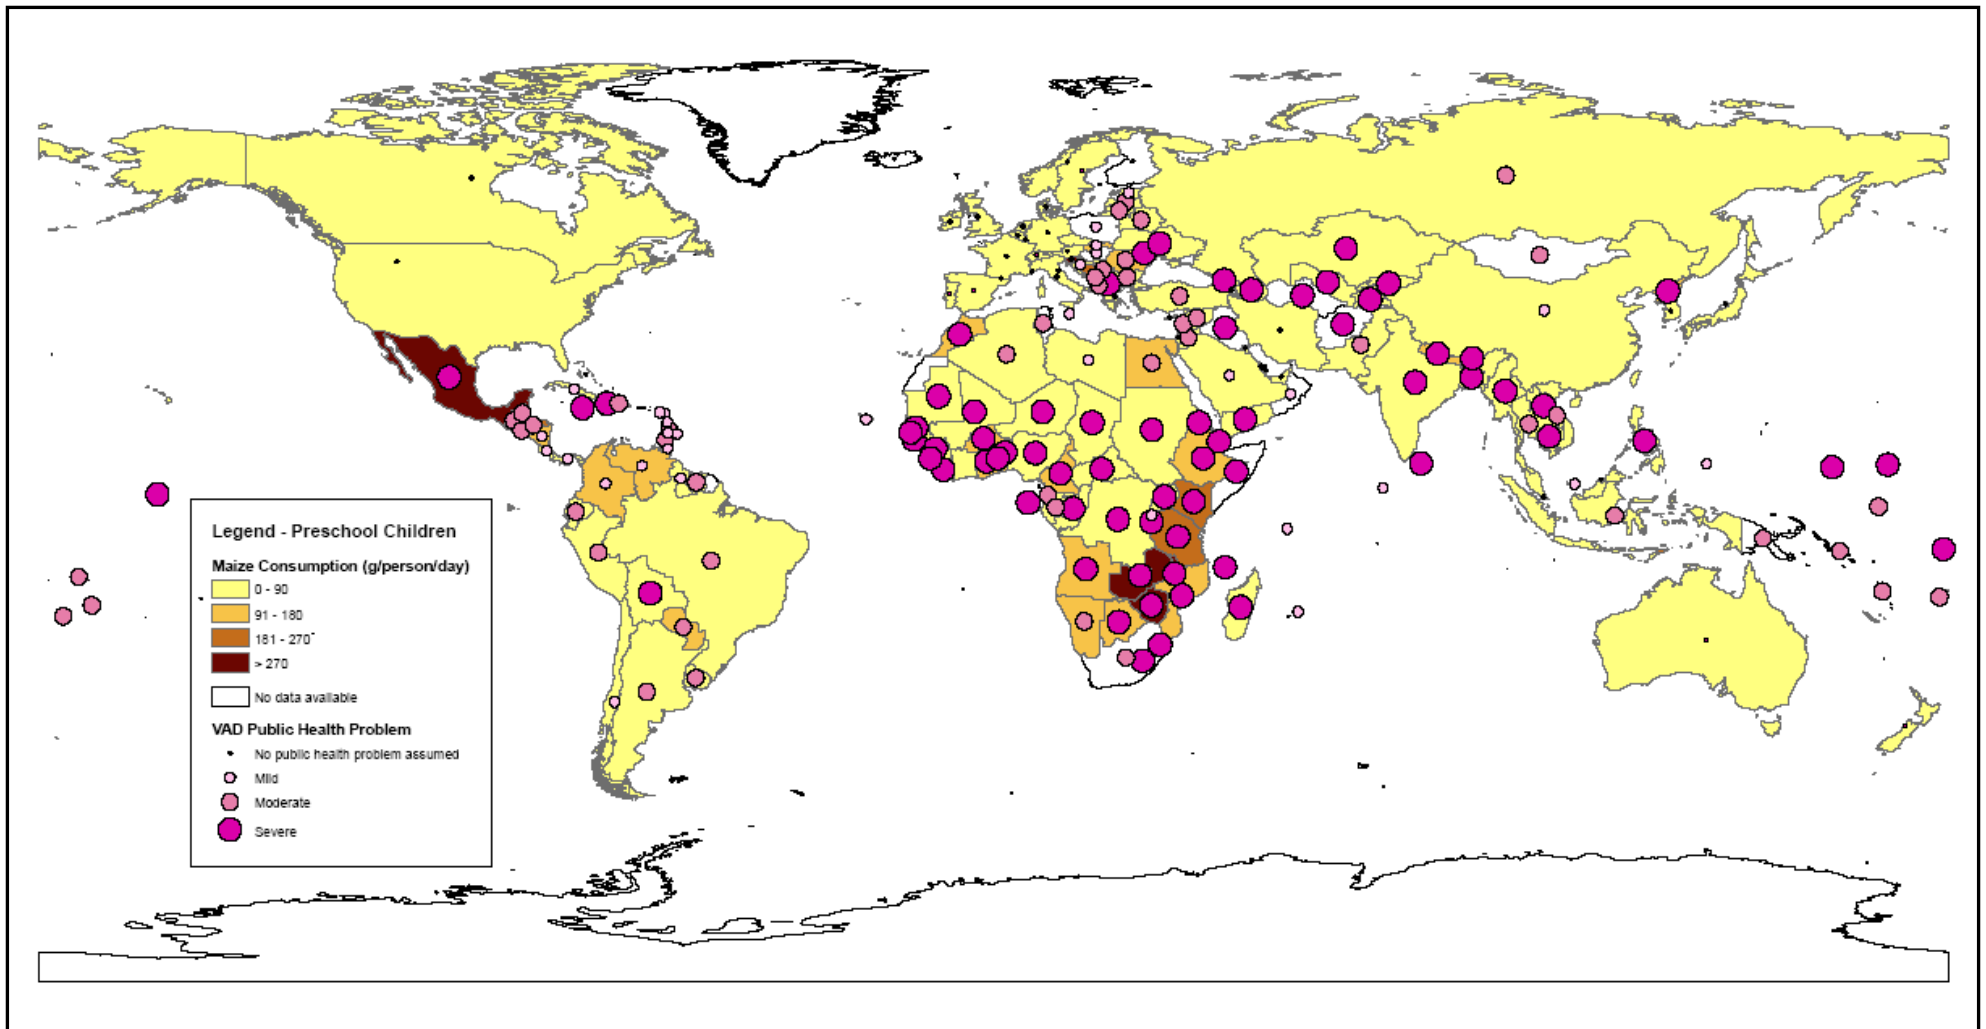 Legend - Preschool Children
Maize Consumption (g/person/day)
0 - 90
91 - 180
181 - 270
> 270
No data available
VAD Public Health Problem
No public health problem assumed
Mild
Moderate
Severe